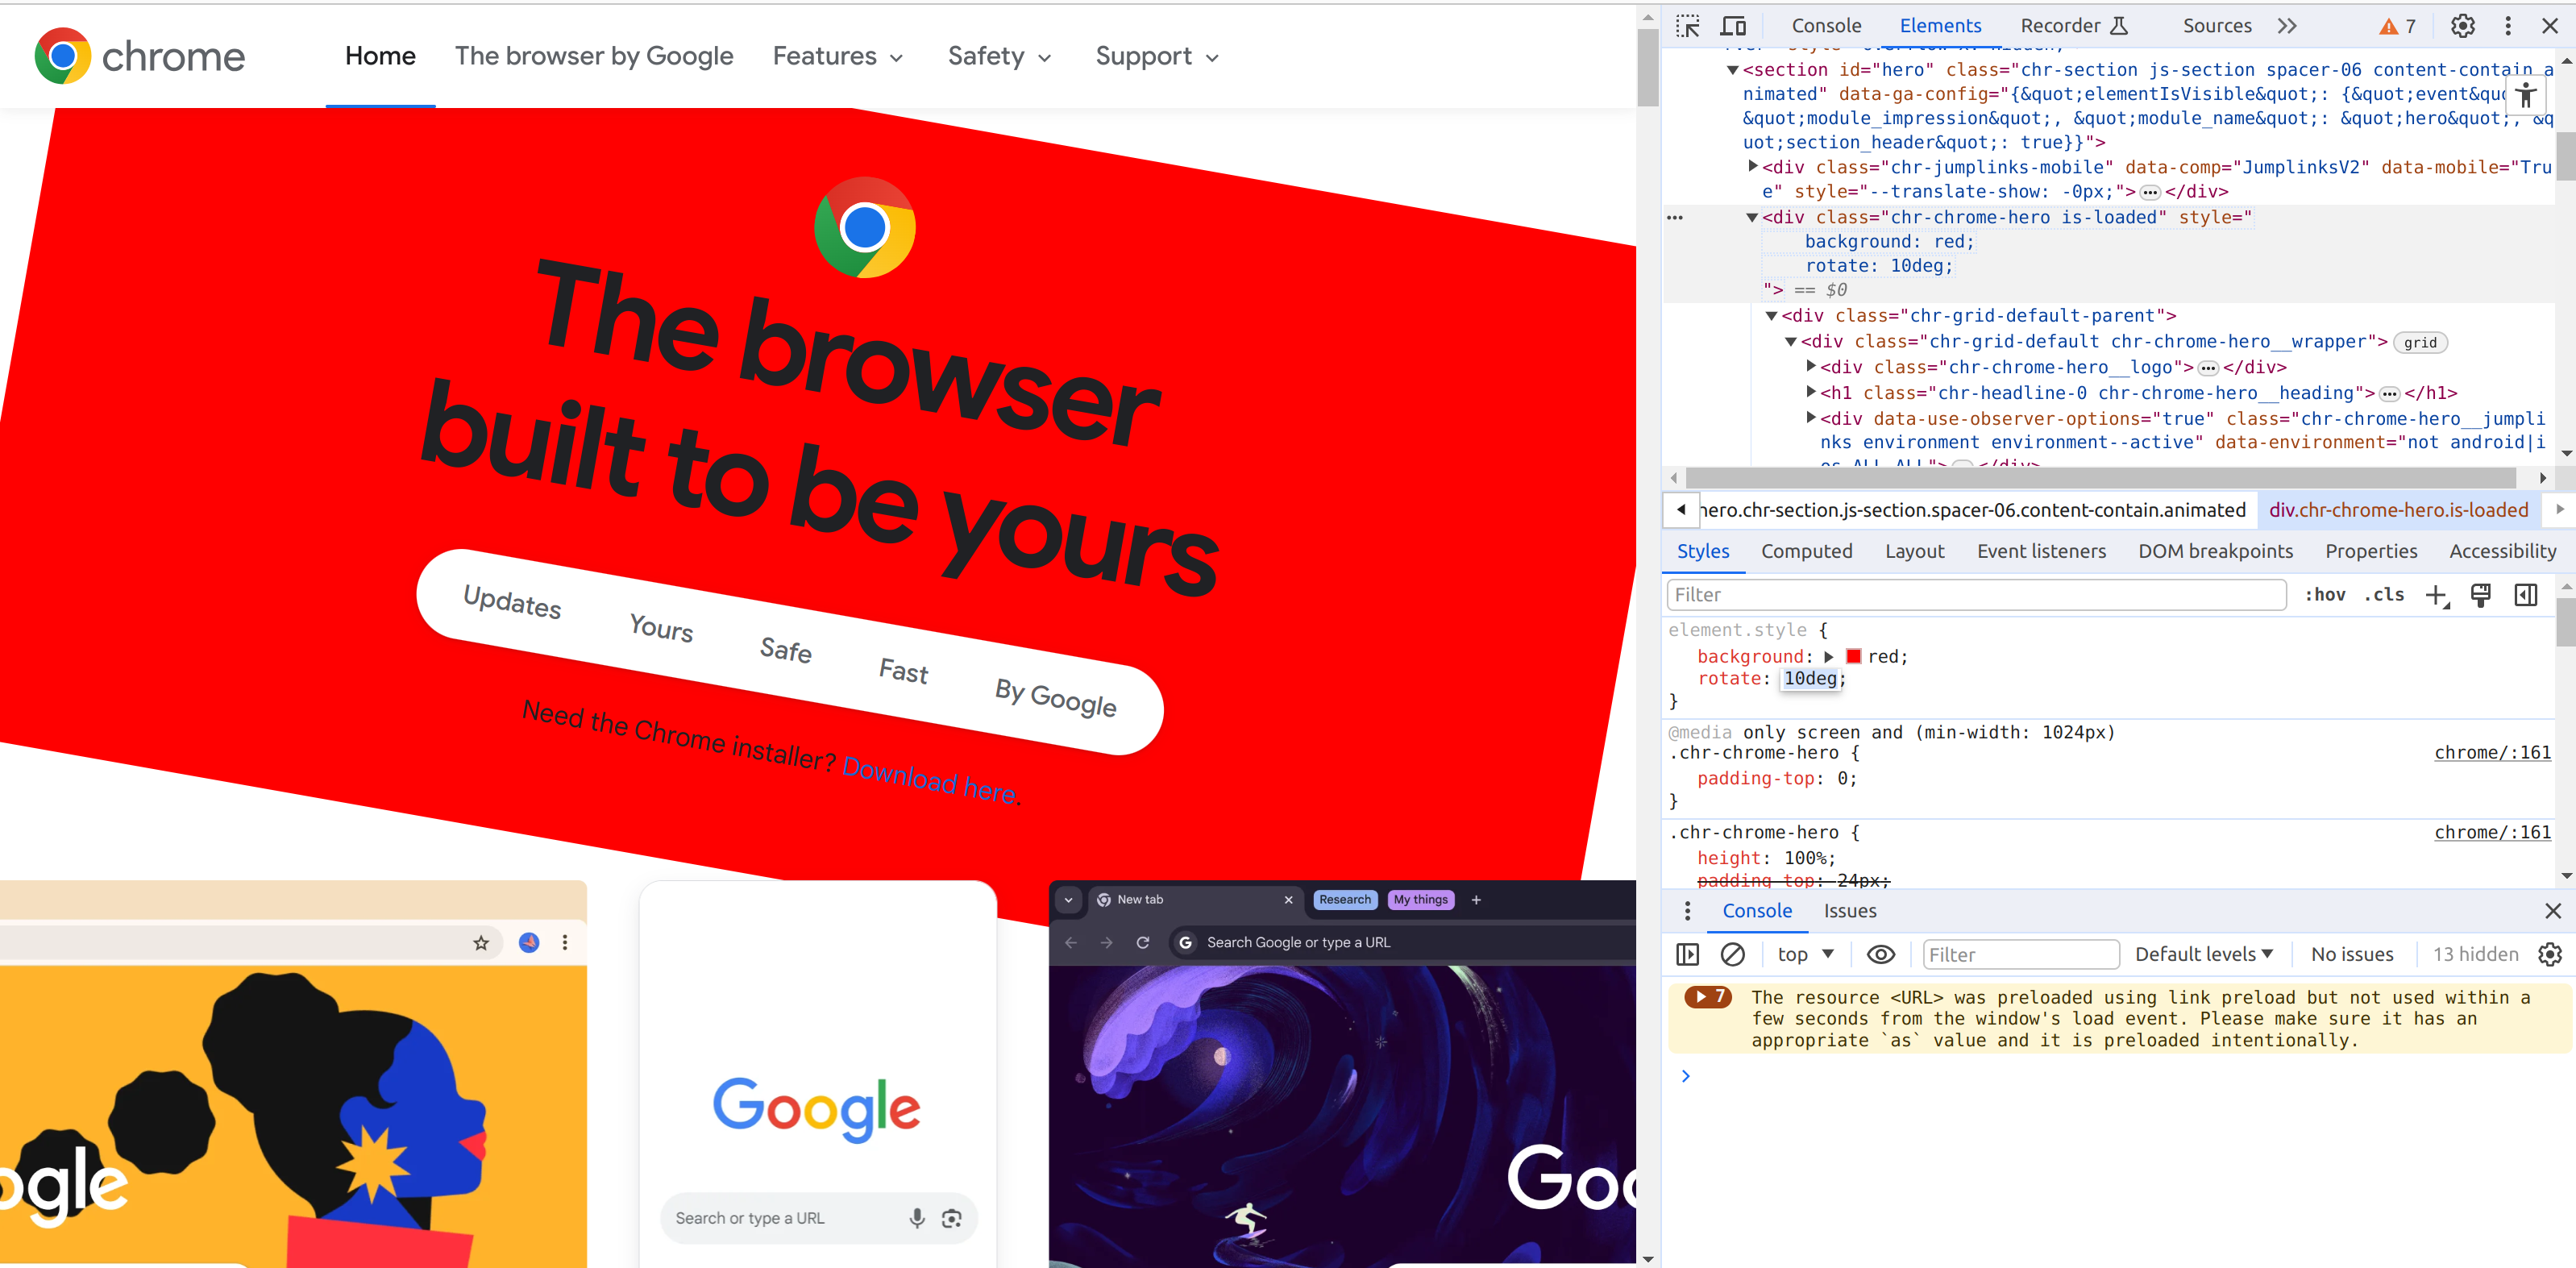 chrome
Home
The browser by Google
Features
Safety
Support
The browser
built to be yours
Updates
Yours
Safe
Fast
By Google
Need the Chrome installer? Download here.
New tab
Research
My things
Search Google or type a URL
ogle
Google
Search or type a URL
Goo
Console
Elements
Recorder
Sources
7
<section id="hero" class="chr-section js-section spacer-06 content-contain a
nimated" data-ga-config="{&quot;elementIsVisible&quot;: {&quot;event&quo
&quot;module_impression&quot;, &quot;module_name&quot;: &quot;hero&quot;, &q
uot;section_header&quot;: true}}">
<div class="chr-jumplinks-mobile" data-comp="JumplinksV2" data-mobile="Tru
e" style="--translate-show: -0px;"> </div>
<div class="chr-chrome-hero is-loaded" style="
background: red;
rotate: 10deg;
"> == $0
<div class="chr-grid-default-parent">
<div class="chr-grid-default chr-chrome-hero__wrapper"> grid
<div class="chr-chrome-hero__logo"> </div>
<h1 class="chr-headline-0 chr-chrome-hero__heading"> </h1>
<div data-use-observer-options="true" class="chr-chrome-hero__jumpli
nks environment environment--active" data-environment="not android|i
os ALL ALL"> </div>
hero.chr-section.js-section.spacer-06.content-contain.animated
div.chr-chrome-hero.is-loaded
Styles
Computed
Layout
Event listeners
DOM breakpoints
Properties
Accessibility
Filter
:hov
.cls
element.style {
background: red;
rotate: 10deg;
}
@media only screen and (min-width: 1024px)
.chr-chrome-hero {
chrome/:161
padding-top: 0;
}
.chr-chrome-hero {
chrome/:161
height: 100%;
padding-top: 24px;
Console
Issues
top
Filter
Default levels
No issues
13 hidden
7
The resource <URL> was preloaded using link preload but not used within a
few seconds from the window's load event. Please make sure it has an
appropriate `as` value and it is preloaded intentionally.